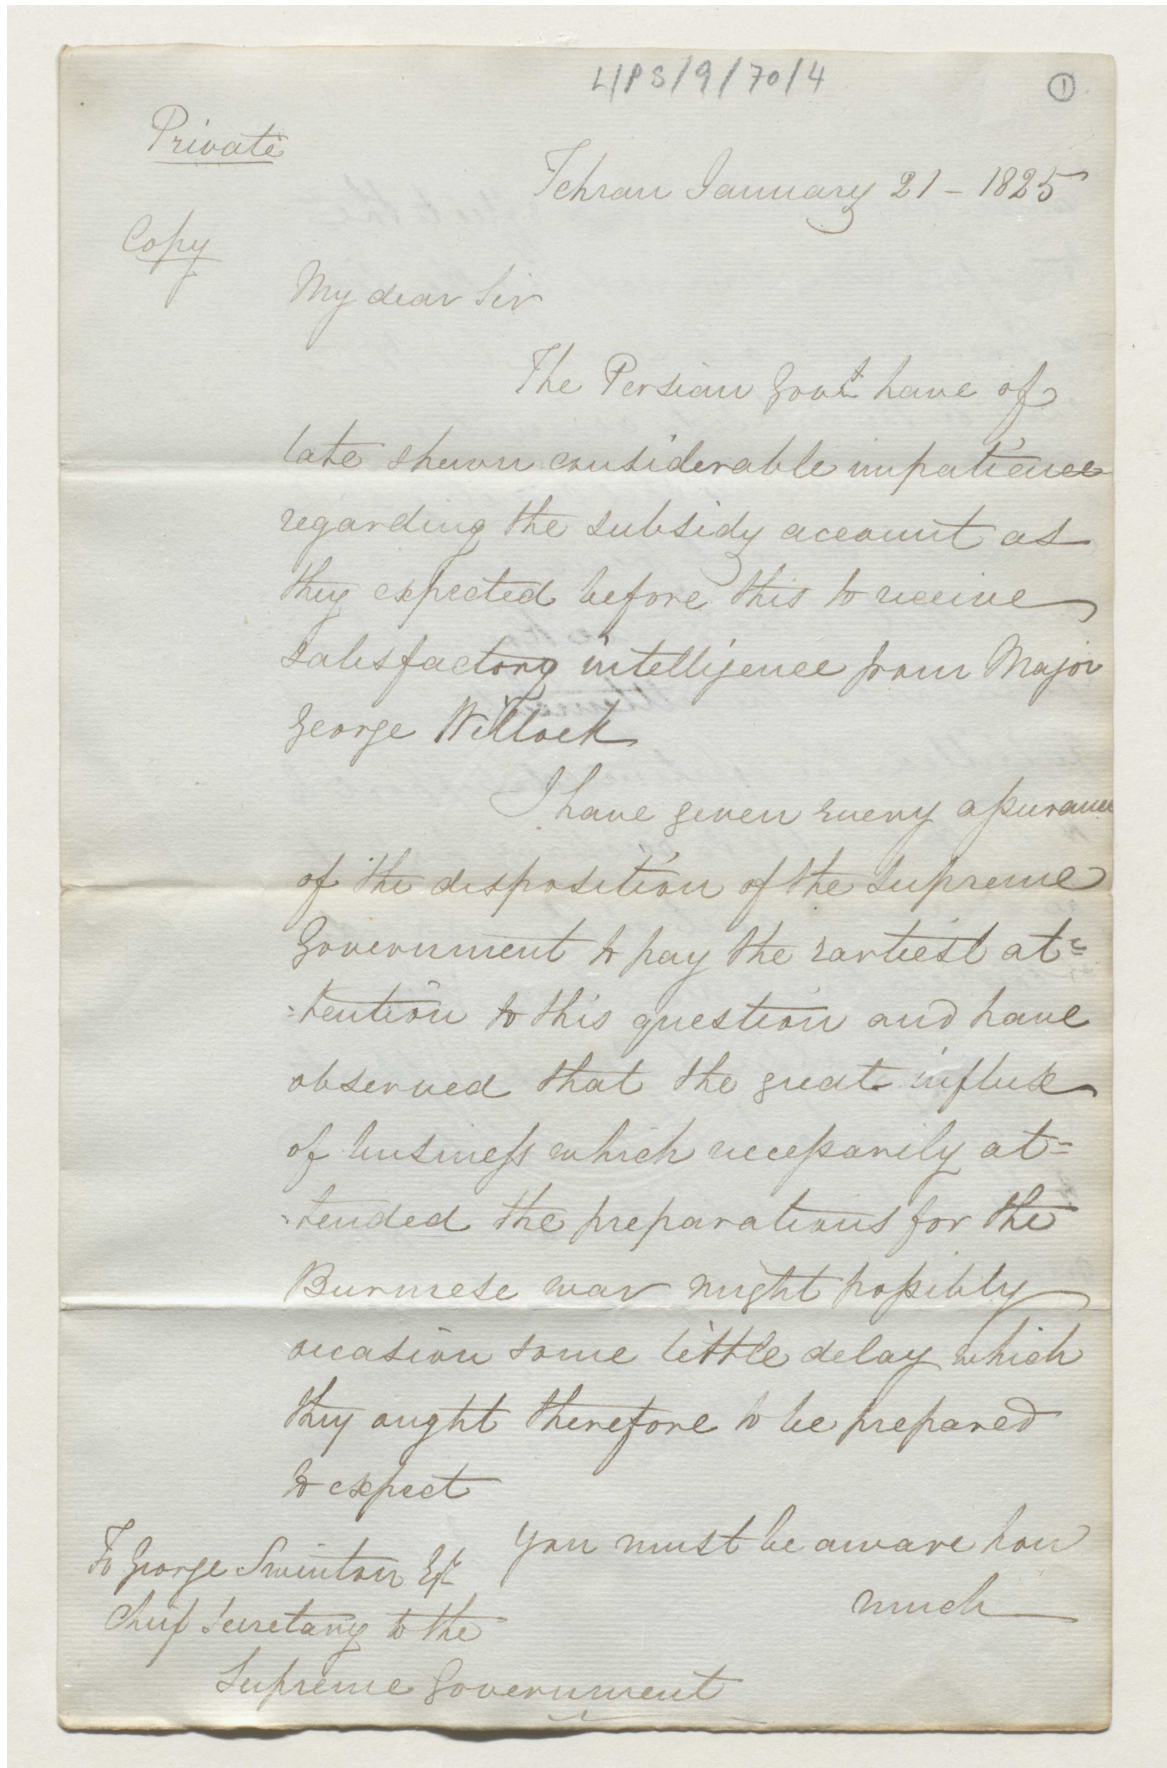 L/PS/9/70/4
1
Private
Tehran January 21 - 1825
Copy
My dear Sir
The Persian Govt have of
late shewn considerable impatience
regarding the subsidy account as
they expected before this to receive
satisfactory intelligence from Major
George Willock
I have given every assurance
of the disposition of the Supreme
Government to pay the earliest at=
=tention to this question and have
observed that the great influx
of business which necessarily at=
=tended the preparations for the
Burmese war might possibly
occasion some little delay which
they ought therefore to be prepared
to expect
You must be aware how
much
To George Swinton Esqr
Chief Secretary to the
Supreme Government